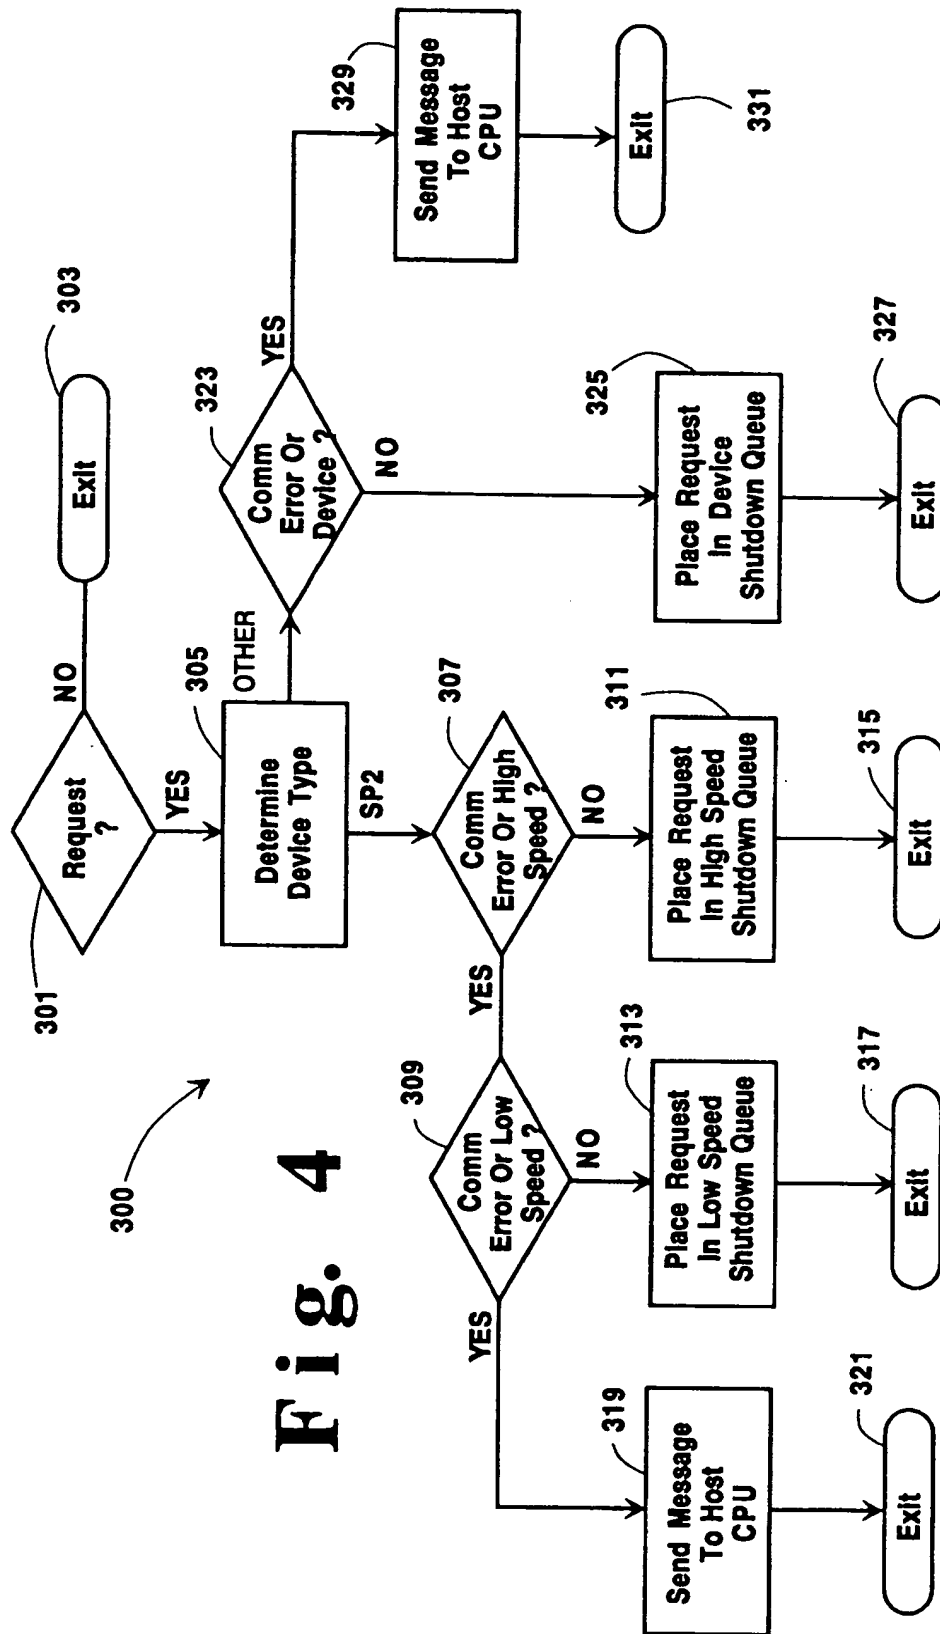 Fig. 4
300
301
Request
?
NO
303
Exit
YES
305
Determine
Device Type
OTHER
323
Comm
Error Or
Device ?
YES
329
Send Message
To Host
CPU
Exit
331
NO
325
Place Request
In Device
Shutdown Queue
327
Exit
SP2
307
Comm
Error Or High
Speed ?
NO
311
Place Request
In High Speed
Shutdown Queue
315
Exit
YES
309
Comm
Error Or Low
Speed ?
NO
313
Place Request
In Low Speed
Shutdown Queue
317
Exit
YES
319
Send Message
To Host
CPU
321
Exit